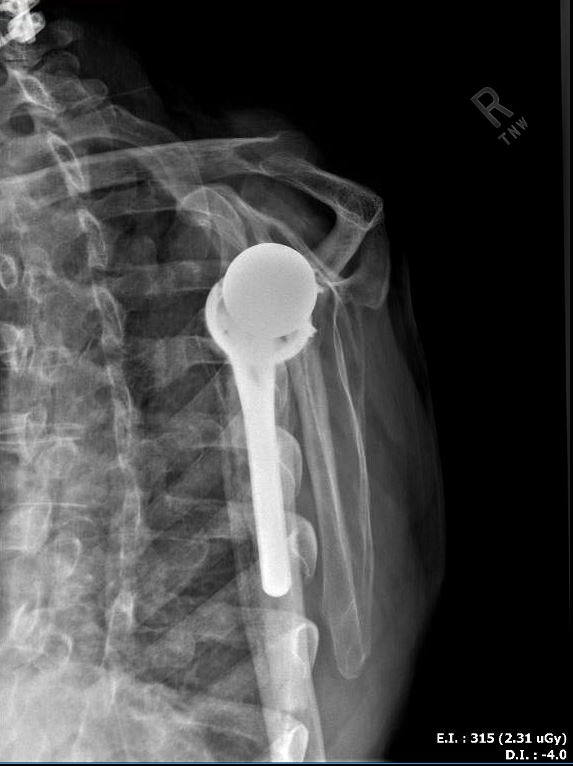 R
TNW
E.I. : 315 (2.31 uGy)
D.I. : -4.0